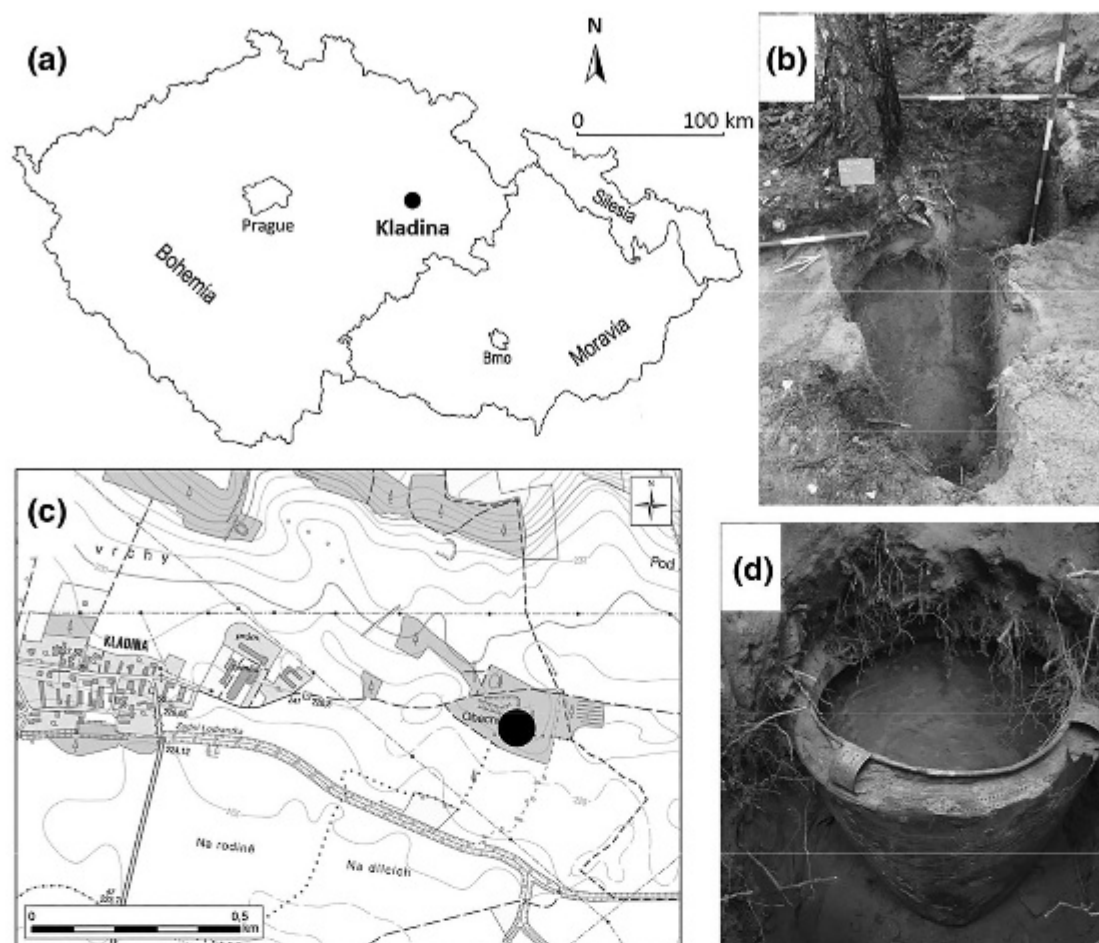 (a)
N
0 100 km
Prague
Kladina
Bohemia
Silesia
Brno
Moravia
(b)
(c)
N
vrchy
Pod
KLADINA
Na rodině
Na dílcích
0 0,5
km
(d)